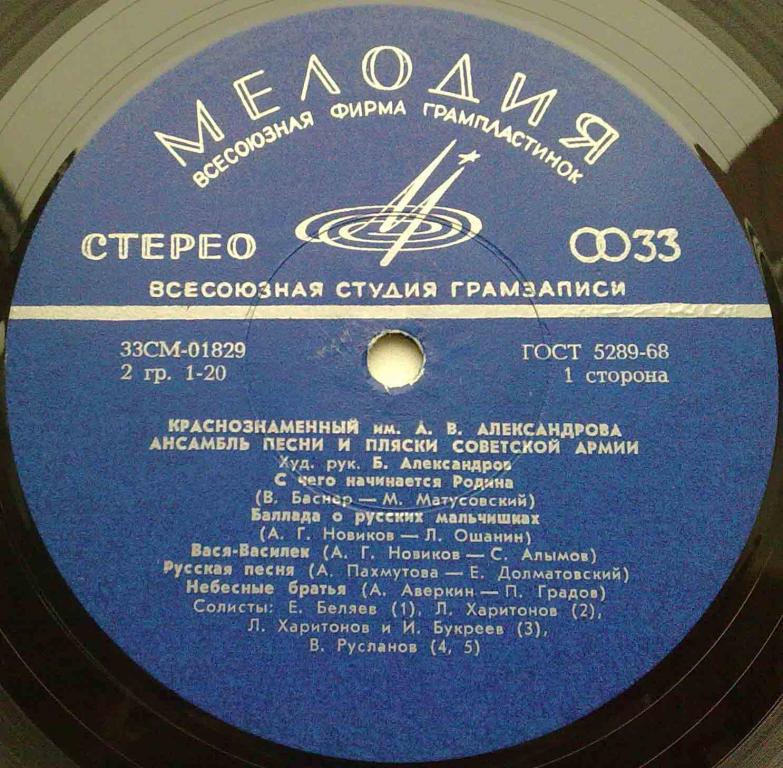 МЕЛОДИЯ
ВСЕСОЮЗНАЯ ФИРМА ГРАМПЛАСТИНОК
СТЕРЕО 33
ВСЕСОЮЗНАЯ СТУДИЯ ГРАМЗАПИСИ
33СМ-01829 ГОСТ 5289-68
2 гр. 1-20 1 сторона
КРАСНОЗНАМЕННЫЙ им. А. В. АЛЕКСАНДРОВА
АНСАМБЛЬ ПЕСНИ И ПЛЯСКИ СОВЕТСКОЙ АРМИИ
Худ. рук. Б. Александров
С чего начинается Родина
(В. Баснер — М. Матусовский)
Баллада о русских мальчишках
(А. Г. Новиков — Л. Ошанин)
Вася-Василек (А. Г. Новиков — С. Алымов)
Русская песня (А. Пахмутова — Е. Долматовский)
Небесные братья (А. Аверкин — П. Градов)
Солисты: Е. Беляев (1), Л. Харитонов (2),
Л. Харитонов и И. Букреев (3),
В. Русланов (4, 5)